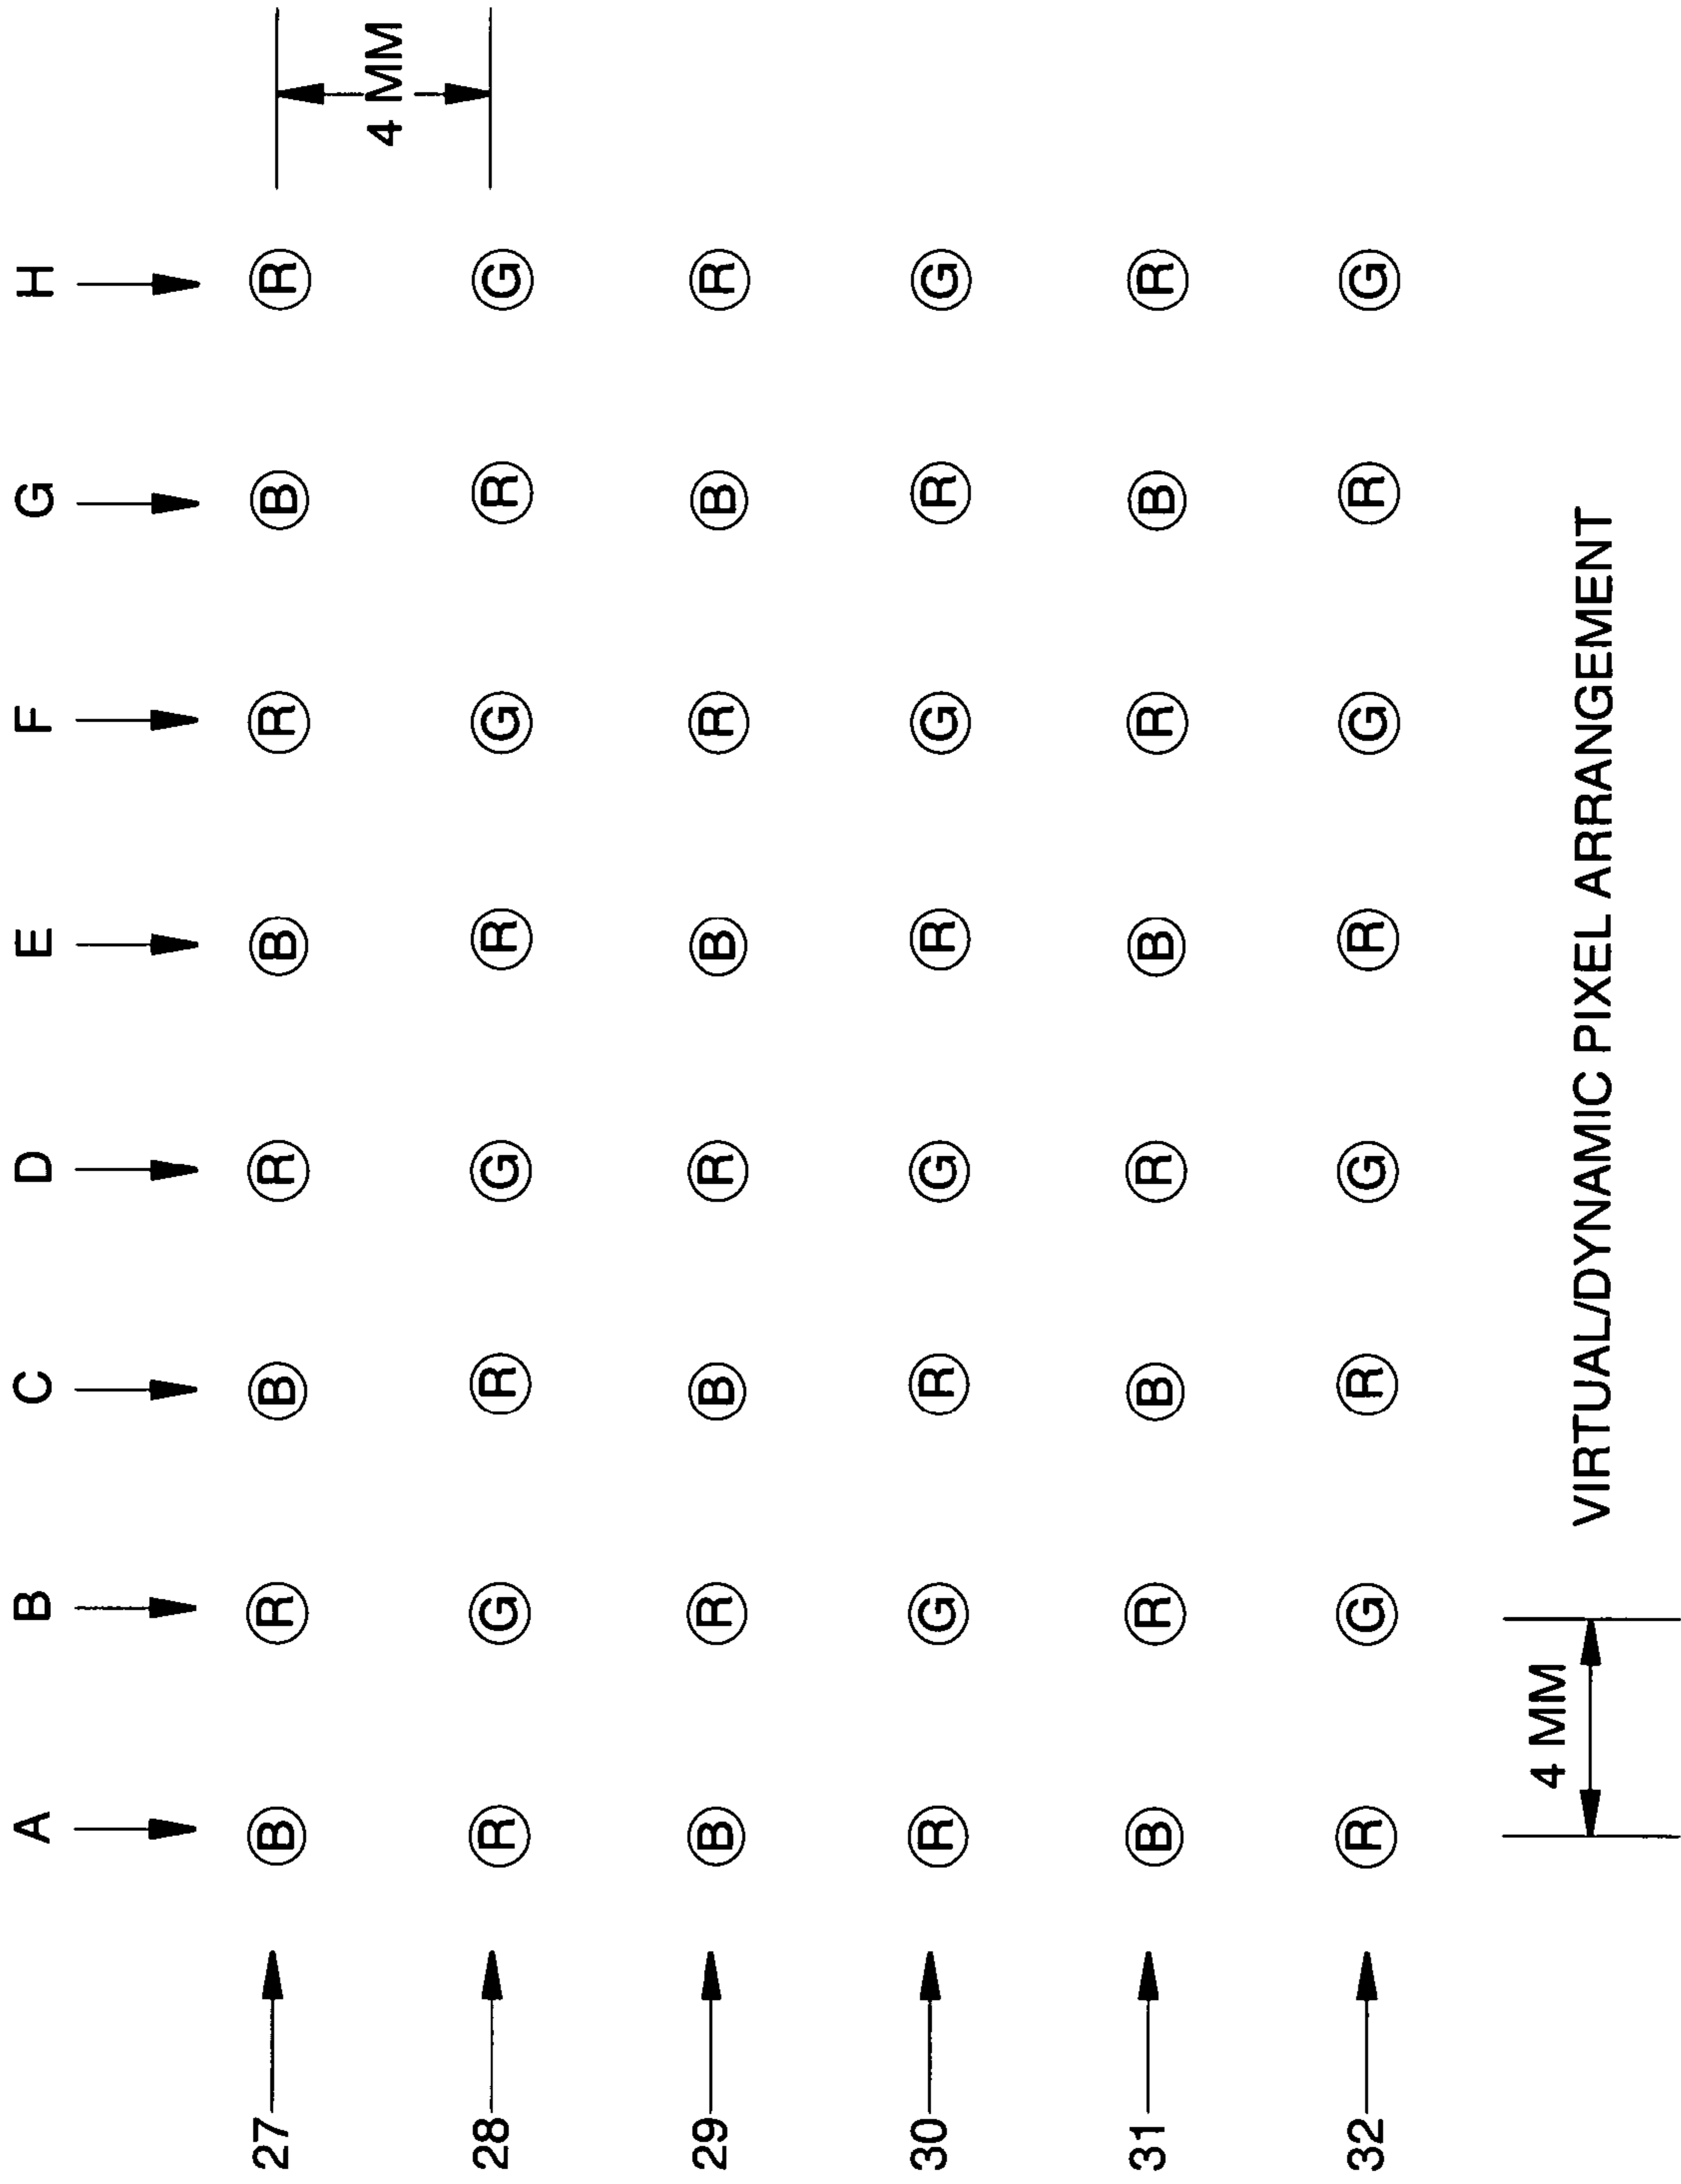 A B C D E F G H
27 B R B R B R B R
4 MM
28 R G R G R G R G
29 B R B R B R B R
30 R G R G R G R G
31 B R B R B R B R
32 R G R G R G R G
4 MM
VIRTUAL/DYNAMIC PIXEL ARRANGEMENT